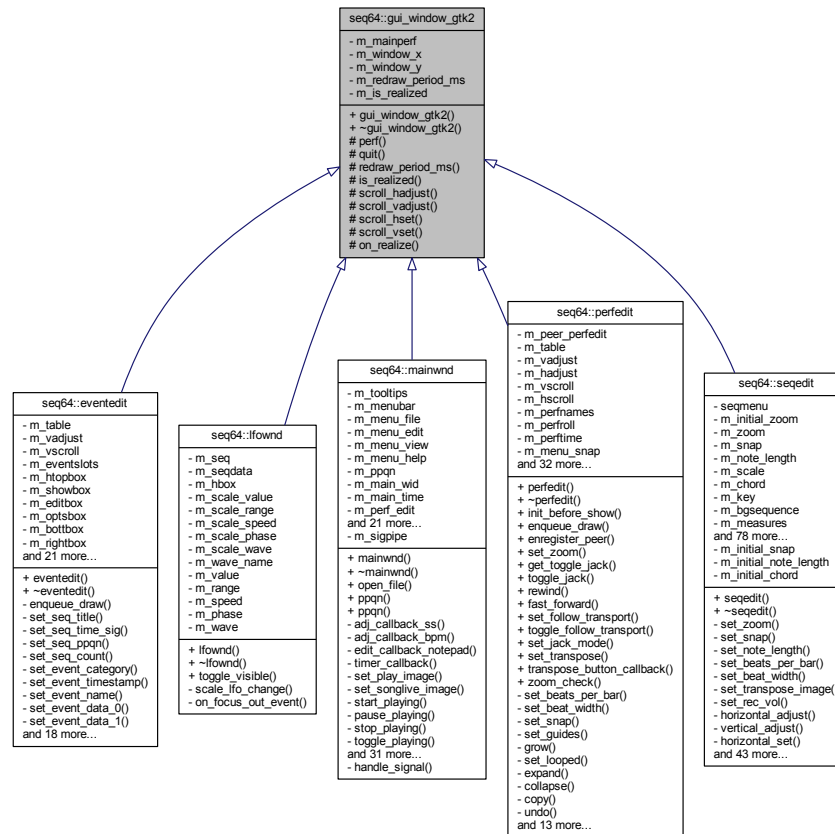 seq64::gui_window_gtk2
- m_mainperf
- m_window_x
- m_window_y
- m_redraw_period_ms
- m_is_realized
+ gui_window_gtk2()
+ ~gui_window_gtk2()
# perf()
# quit()
# redraw_period_ms()
# is_realized()
# scroll_hadjust()
# scroll_vadjust()
# scroll_hset()
# scroll_vset()
# on_realize()
seq64::eventedit
- m_table
- m_vadjust
- m_vscroll
- m_eventslots
- m_htopbox
- m_showbox
- m_editbox
- m_optsbox
- m_bottbox
- m_rightbox
and 21 more...
+ eventedit()
+ ~eventedit()
- enqueue_draw()
- set_seq_title()
- set_seq_time_sig()
- set_seq_ppqn()
- set_seq_count()
- set_event_category()
- set_event_timestamp()
- set_event_name()
- set_event_data_0()
- set_event_data_1()
and 18 more...
seq64::lfownd
- m_seq
- m_seqdata
- m_hbox
- m_scale_value
- m_scale_range
- m_scale_speed
- m_scale_phase
- m_scale_wave
- m_wave_name
- m_value
- m_range
- m_speed
- m_phase
- m_wave
+ lfownd()
+ ~lfownd()
+ toggle_visible()
- scale_lfo_change()
- on_focus_out_event()
seq64::mainwnd
- m_tooltips
- m_menubar
- m_menu_file
- m_menu_edit
- m_menu_view
- m_menu_help
- m_ppqn
- m_main_wid
- m_main_time
- m_perf_edit
and 21 more...
- m_sigpipe
+ mainwnd()
+ ~mainwnd()
+ open_file()
+ ppqn()
+ ppqn()
- adj_callback_ss()
- adj_callback_bpm()
- edit_callback_notepad()
- timer_callback()
- set_play_image()
- set_songlive_image()
- start_playing()
- pause_playing()
- stop_playing()
- toggle_playing()
and 31 more...
- handle_signal()
seq64::perfedit
- m_peer_perfedit
- m_table
- m_vadjust
- m_hadjust
- m_vscroll
- m_hscroll
- m_perfnames
- m_perfroll
- m_perftime
- m_menu_snap
and 32 more...
+ perfedit()
+ ~perfedit()
+ init_before_show()
+ enqueue_draw()
+ enregister_peer()
+ set_zoom()
+ get_toggle_jack()
+ toggle_jack()
+ rewind()
+ fast_forward()
+ set_follow_transport()
+ toggle_follow_transport()
+ set_jack_mode()
+ set_transpose()
+ transpose_button_callback()
+ zoom_check()
- set_beats_per_bar()
- set_beat_width()
- set_snap()
- set_guides()
- grow()
- set_looped()
- expand()
- collapse()
- copy()
- undo()
and 13 more...
seq64::seqedit
- seqmenu
- m_initial_zoom
- m_zoom
- m_snap
- m_note_length
- m_scale
- m_chord
- m_key
- m_bgsequence
- m_measures
and 78 more...
- m_initial_snap
- m_initial_note_length
- m_initial_chord
+ seqedit()
+ ~seqedit()
- set_zoom()
- set_snap()
- set_note_length()
- set_beats_per_bar()
- set_beat_width()
- set_transpose_image()
- set_rec_vol()
- horizontal_adjust()
- vertical_adjust()
- horizontal_set()
and 43 more...